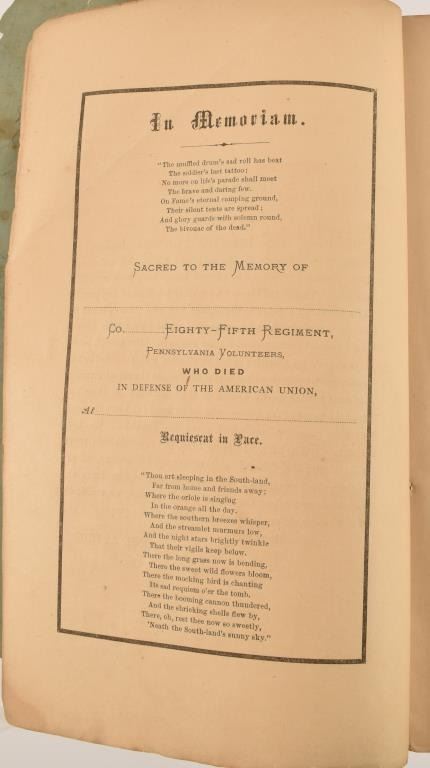 In Memoriam.
"The muffled drum's sad roll has beat
The soldier's last tattoo;
No more on life's parade shall meet
The brave and daring few.
On Fame's eternal camping ground,
Their silent tents are spread;
And glory guards with solemn round,
The bivouac of the dead."
Sacred to the Memory of
Co. Eighty-Fifth Regiment,
Pennsylvania Volunteers,
WHO DIED
IN DEFENSE OF THE AMERICAN UNION,
At
Requiescat in Pace.
"Thou art sleeping in the South-land,
Far from home and friends away;
Where the oriole is singing
In the orange all the day.
Where the southern breezes whisper,
And the streamlet murmurs low,
And the night stars brightly twinkle
That their vigils keep below.
There the long grass now is bending,
There the sweet wild flowers bloom,
There the mocking bird is chanting
Its sad requiem o'er the tomb.
There the booming cannon thundered,
And the shrieking shells flew by,
There, oh, rest thee now so sweetly,
'Neath the South-land's sunny sky."